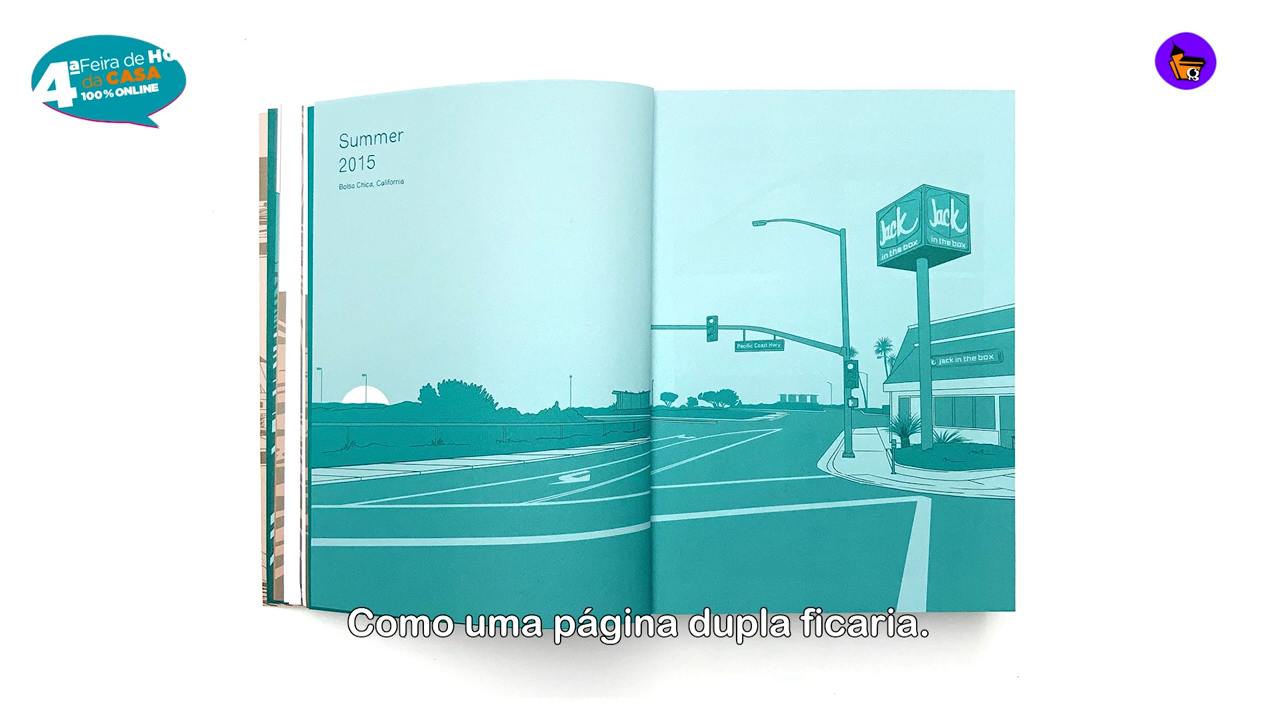 4ª Feira de HQ
da CASA
100% ONLINE
Summer
2015
Bolsa Chica, California
Jack
in the box
Jack
in the box
Pacific Coast Hwy
jack in the box
Como uma página dupla ficaria.